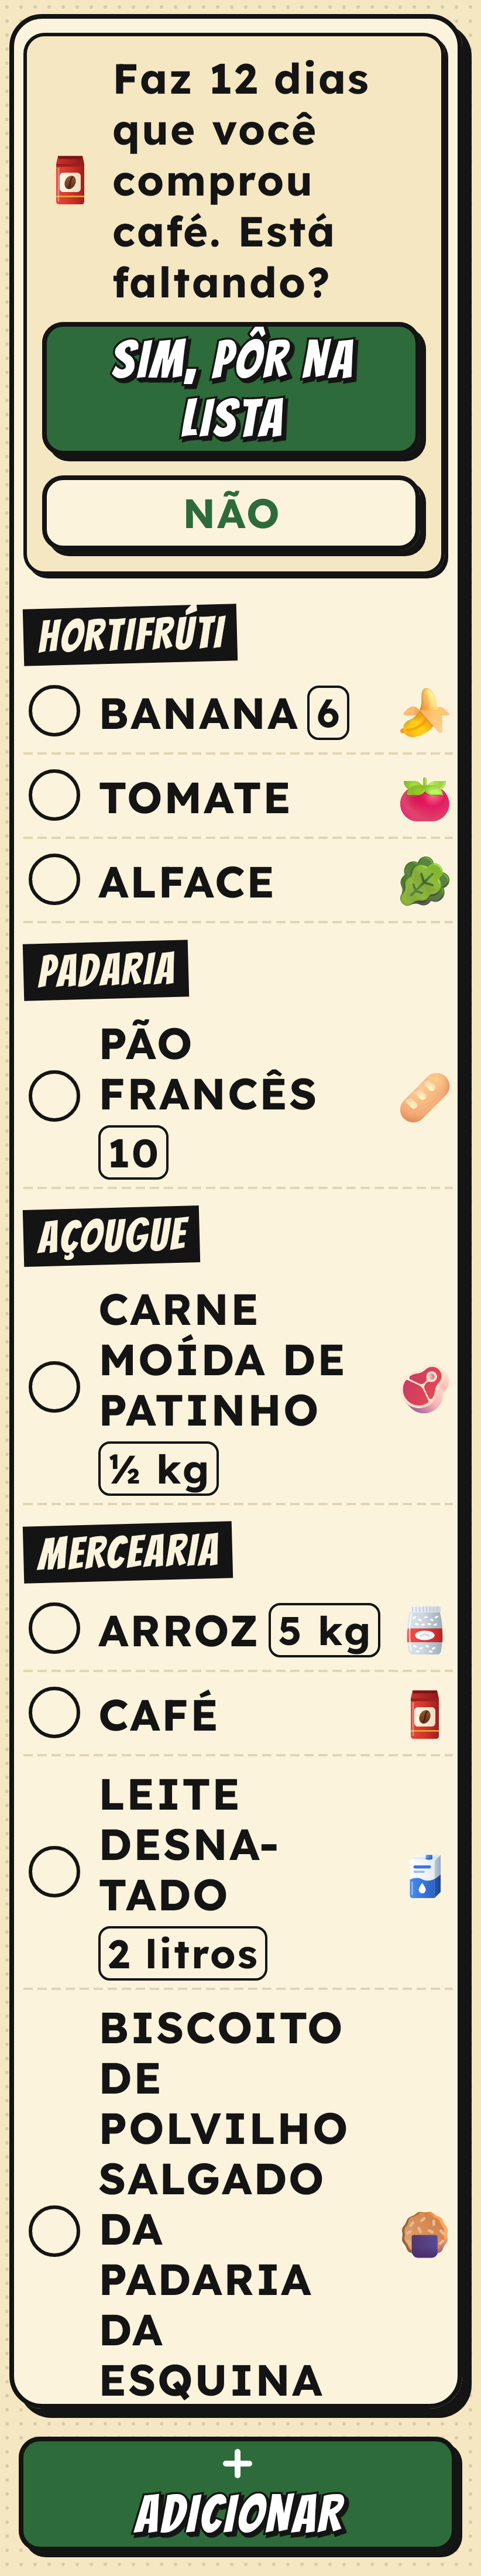 Faz 12 dias
que você
comprou
café. Está
faltando?
SIM, PÔR NA
LISTA
NÃO
HORTIFRÚTI
BANANA 6
TOMATE
ALFACE
PADARIA
PÃO
FRANCÊS
10
AÇOUGUE
CARNE
MOÍDA DE
PATINHO
½ kg
MERCEARIA
ARROZ 5 kg
CAFÉ
LEITE
DESNA-
TADO
2 litros
BISCOITO
DE
POLVILHO
SALGADO
DA
PADARIA
DA
ESQUINA
+
ADICIONAR